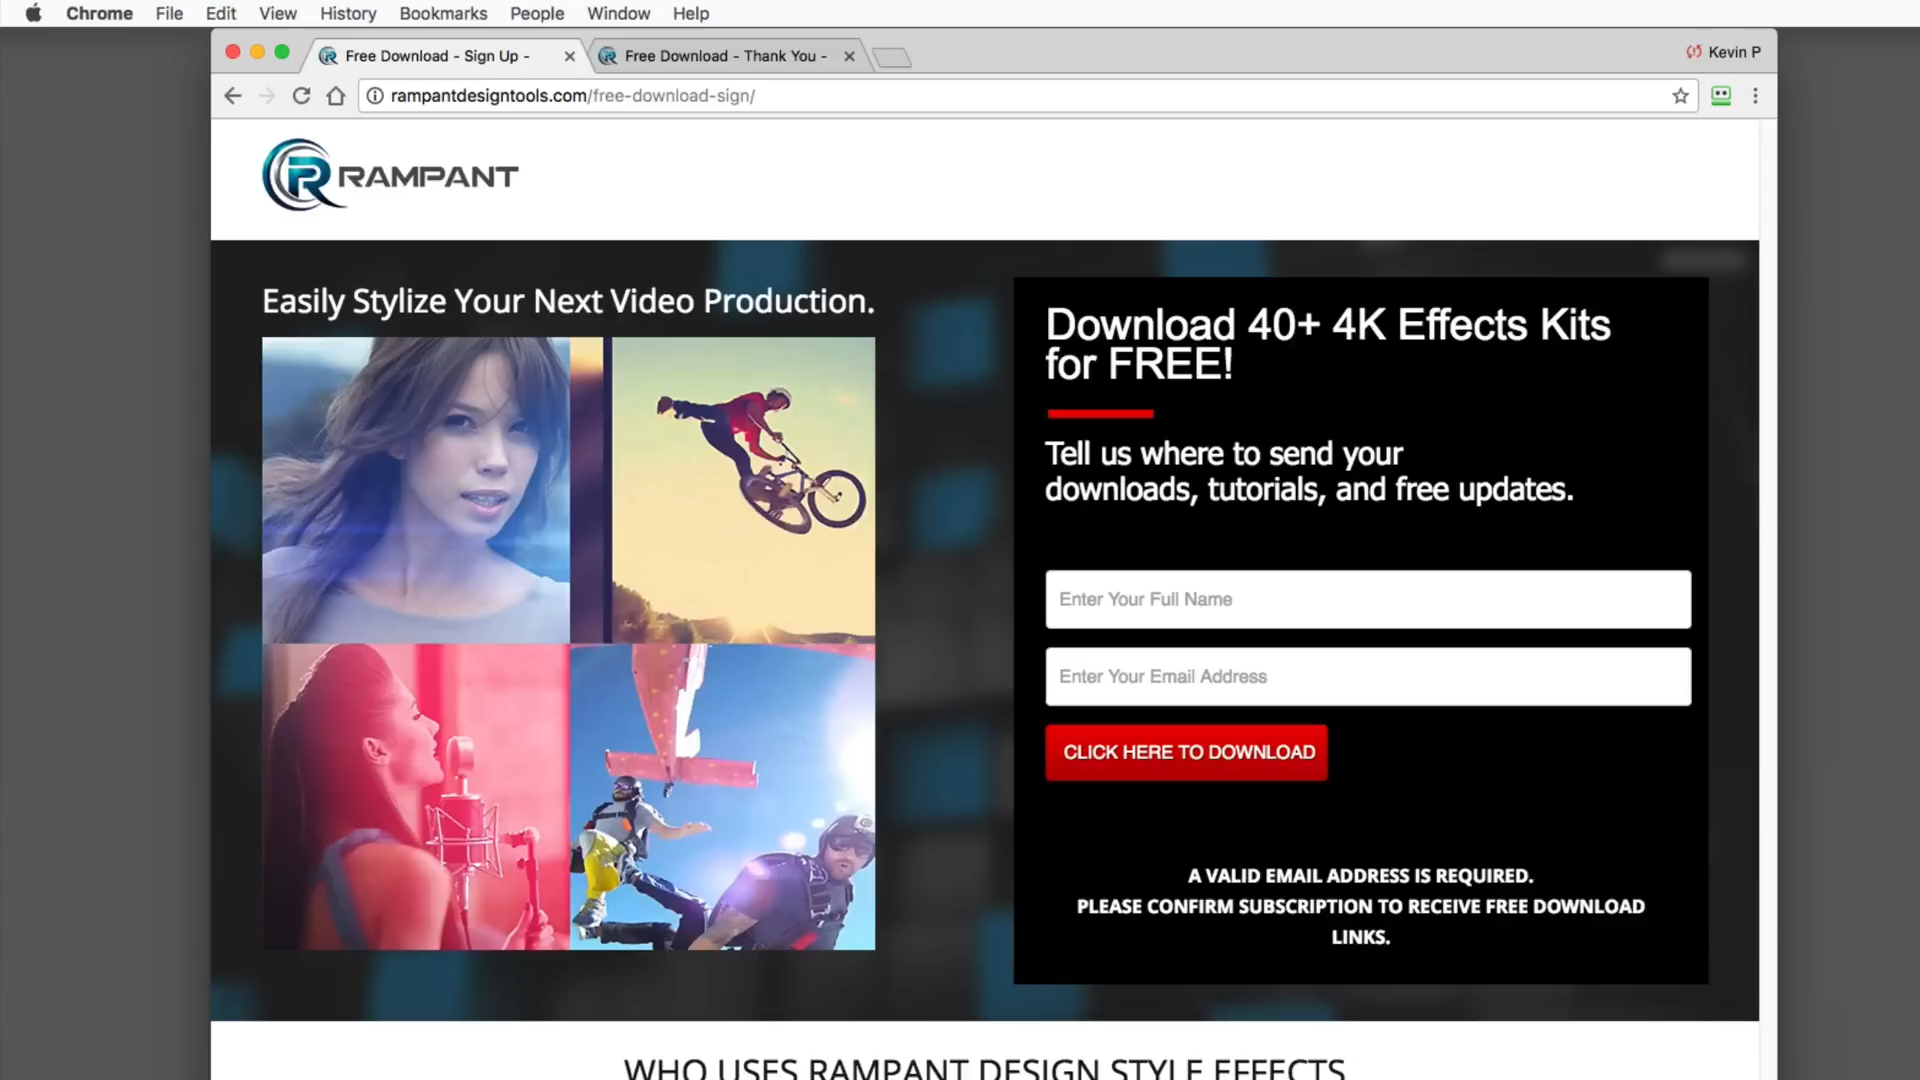 Chrome File Edit View History Bookmarks People Window Help
Free Download - Sign Up - Free Download - Thank You - Kevin P
rampantdesigntools.com/free-download-sign/
RAMPANT
Easily Stylize Your Next Video Production.
Download 40+ 4K Effects Kits
for FREE!
Tell us where to send your
downloads, tutorials, and free updates.
Enter Your Full Name
Enter Your Email Address
CLICK HERE TO DOWNLOAD
A VALID EMAIL ADDRESS IS REQUIRED.
PLEASE CONFIRM SUBSCRIPTION TO RECEIVE FREE DOWNLOAD
LINKS.
WHO USES RAMPANT DESIGN STYLE EFFECTS